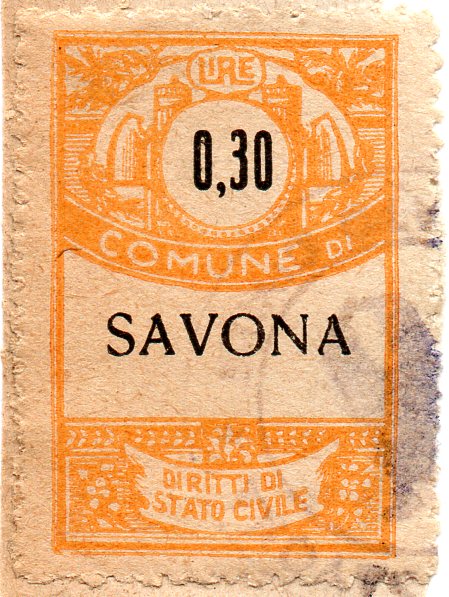 LIRE
0,30
COMUNE DI
SAVONA
DIRITTI DI
STATO CIVILE